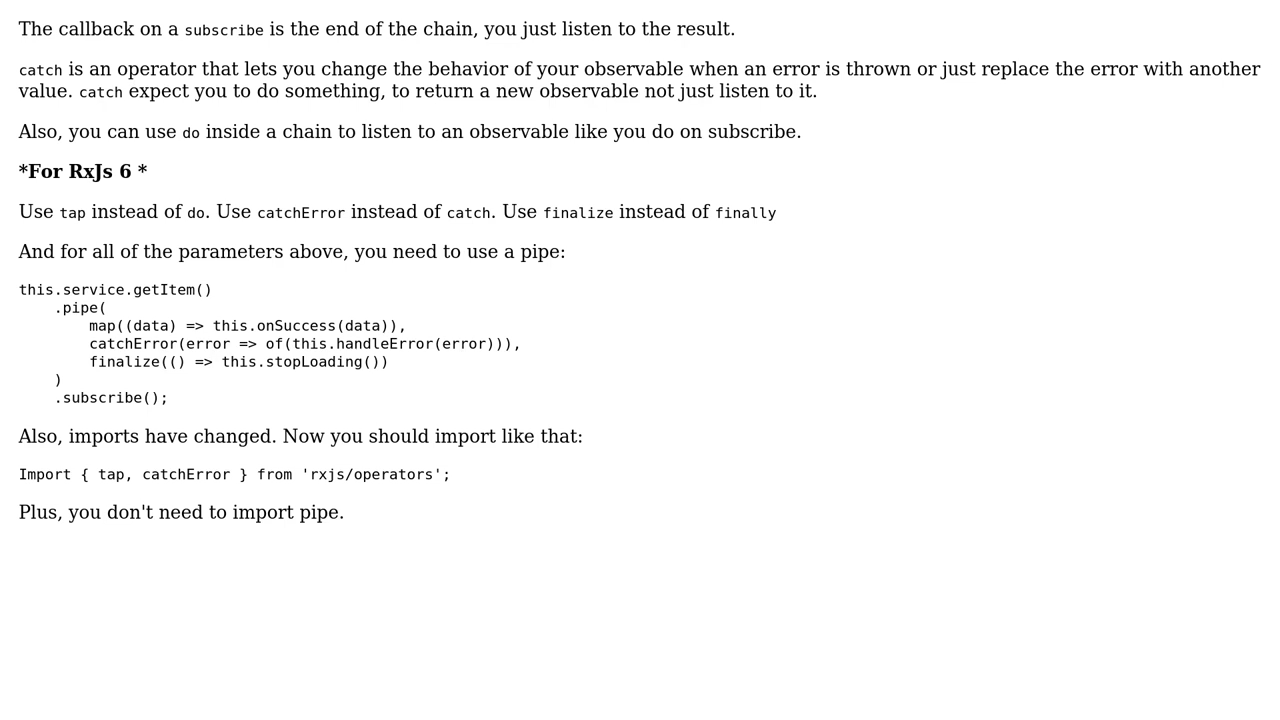 The callback on a subscribe is the end of the chain, you just listen to the result.
catch is an operator that lets you change the behavior of your observable when an error is thrown or just replace the error with another
value. catch expect you to do something, to return a new observable not just listen to it.
Also, you can use do inside a chain to listen to an observable like you do on subscribe.
*For RxJs 6 *
Use tap instead of do. Use catchError instead of catch. Use finalize instead of finally
And for all of the parameters above, you need to use a pipe:
this.service.getItem()
    .pipe(
        map((data) => this.onSuccess(data)),
        catchError(error => of(this.handleError(error))),
        finalize(() => this.stopLoading())
    )
    .subscribe();
Also, imports have changed. Now you should import like that:
Import { tap, catchError } from 'rxjs/operators';
Plus, you don't need to import pipe.